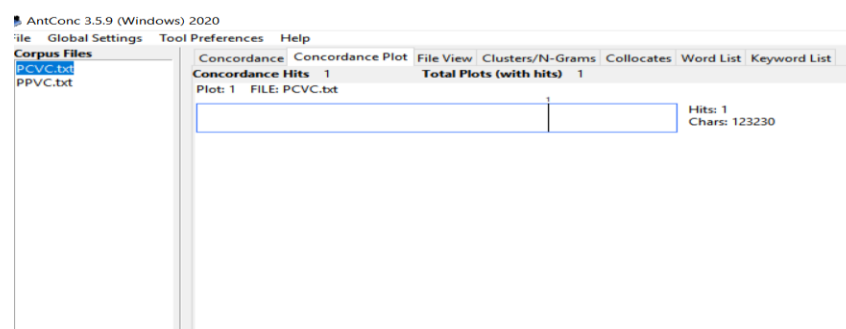 AntConc 3.5.9 (Windows) 2020
File Global Settings Tool Preferences Help
Corpus Files
PCVC.txt
PPVC.txt
Concordance Concordance Plot File View Clusters/N-Grams Collocates Word List Keyword List
Concordance Hits 1 Total Plots (with hits) 1
Plot: 1 FILE: PCVC.txt
1
Hits: 1
Chars: 123230